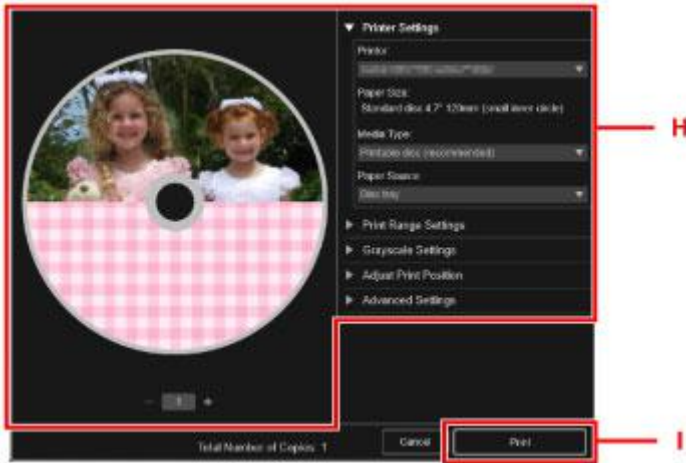 Printer Settings
Printer:
Paper Size:
Standard disc 4.7" 120mm (small inner circle)
Media Type:
Printable disc (recommended)
Paper Source:
Disc tray
Print Range Settings
Grayscale Settings
Adjust Print Position
Advanced Settings
H
- 1 +
Total Number of Copies: 1
Cancel
Print
I